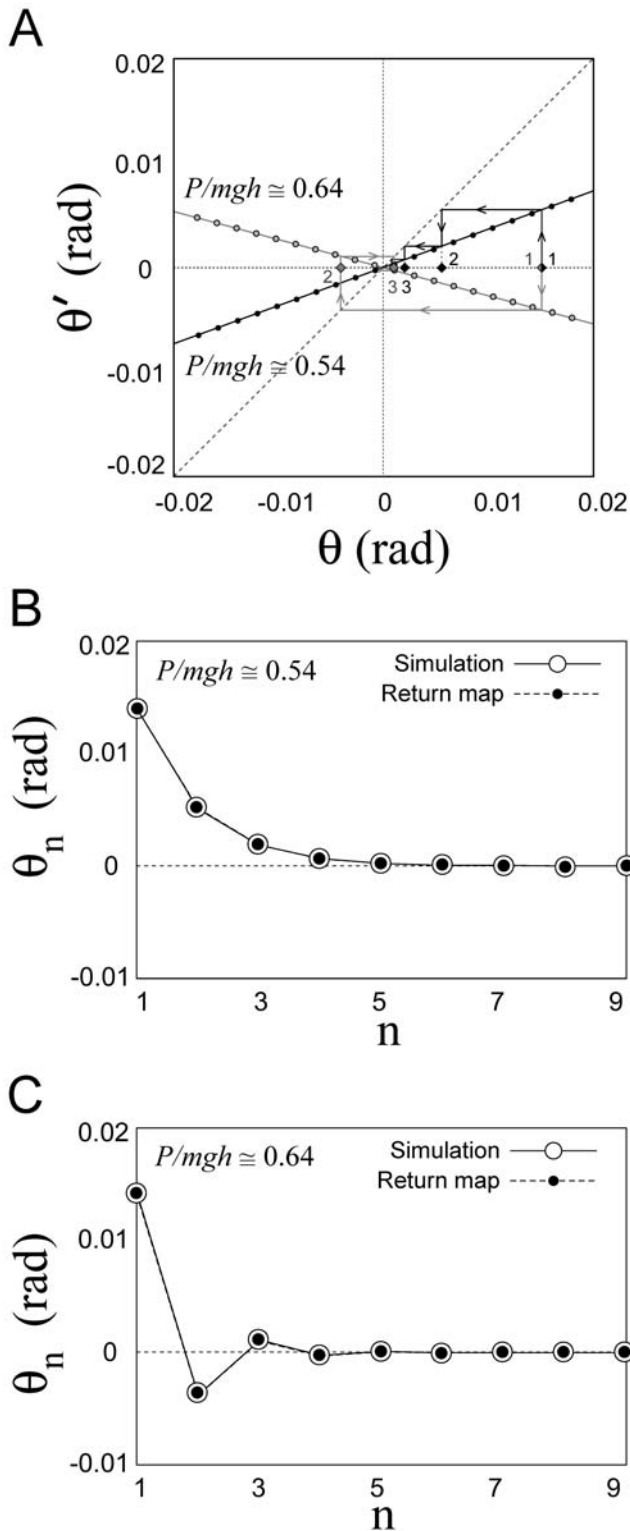 A
0.02
0.01
0
-0.01
-0.02
θ′ (rad)
P/mgh ≅ 0.64
P/mgh ≅ 0.54
2
3
3
2
1
1
-0.02
-0.01
0
0.01
0.02
θ (rad)
B
0.02
0.01
0
-0.01
θn (rad)
P/mgh ≅ 0.54
Simulation
Return map
1
3
5
7
9
n
C
0.02
0.01
0
-0.01
θn (rad)
P/mgh ≅ 0.64
Simulation
Return map
1
3
5
7
9
n